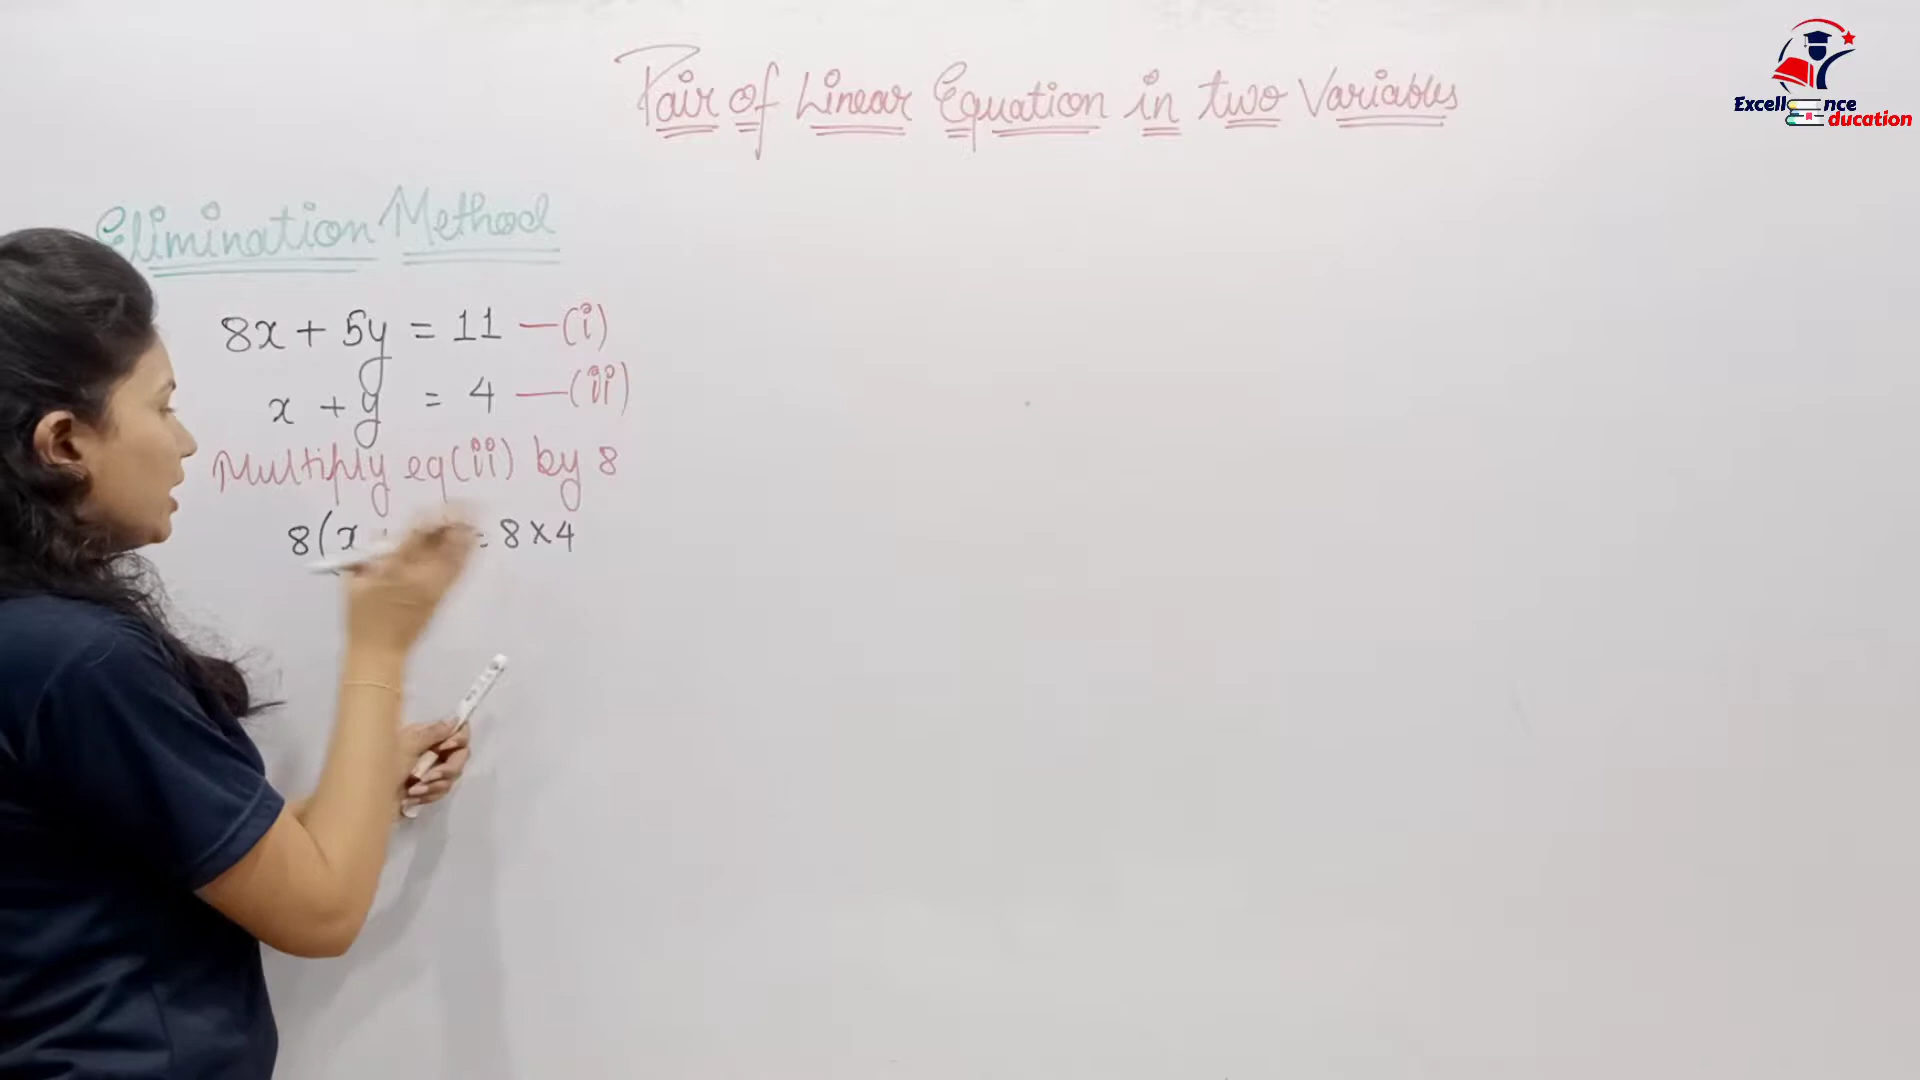 Pair of Linear Equation in two Variables
Excellence
Education
Elimination Method
8x + 5y = 11 —(i)
x + y = 4 —(ii)
Multiply eq(ii) by 8
8(x = 8×4